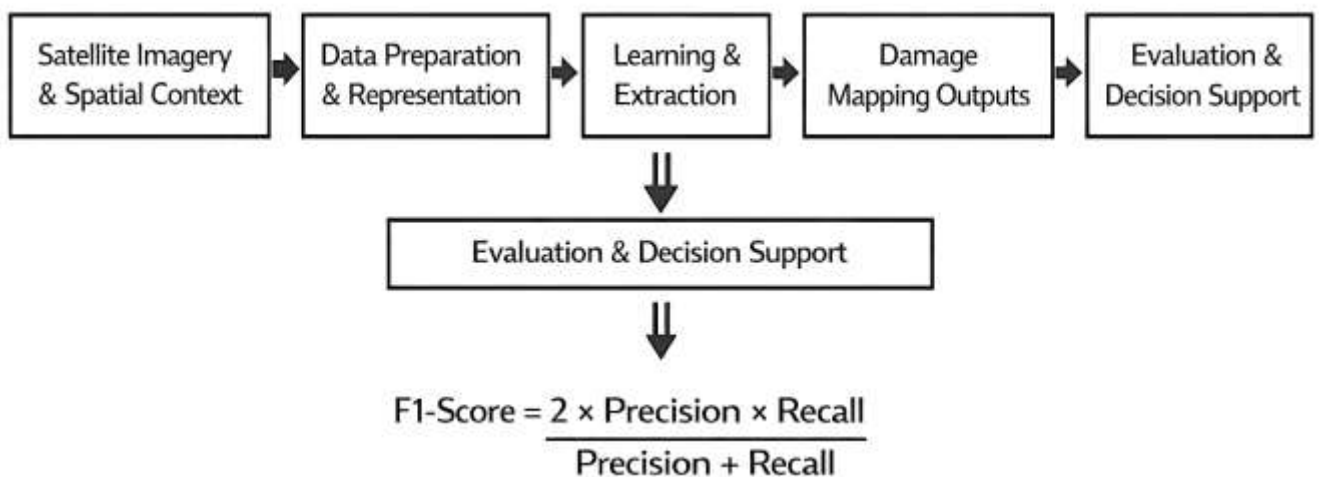 Satellite Imagery
& Spatial Context
Data Preparation
& Representation
Learning &
Extraction
Damage
Mapping Outputs
Evaluation &
Decision Support
Evaluation & Decision Support
F1-Score = 2 × Precision × Recall
Precision + Recall